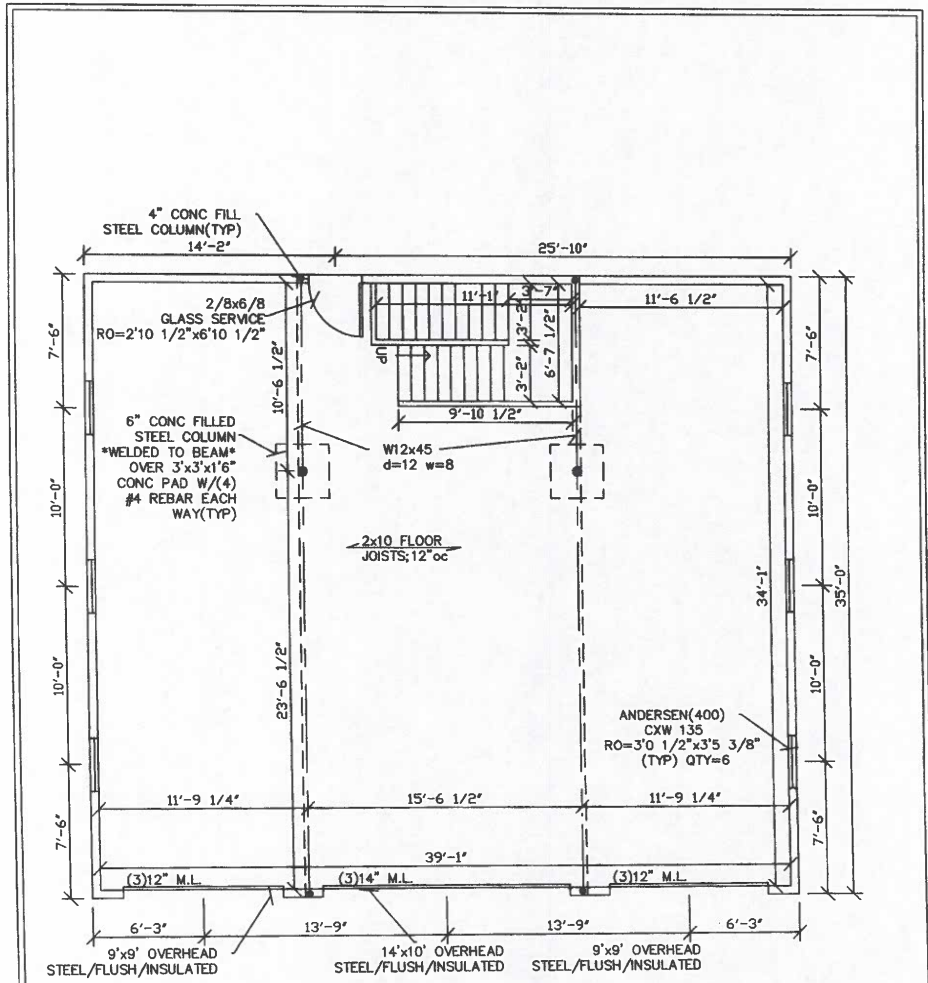 4" CONC FILL
STEEL COLUMN(TYP)
14'-2"
25'-10"
2/8x6/8
GLASS SERVICE
RO=2'10 1/2"x6'10 1/2"
11'-1"
3'-7"
11'-6 1/2"
3'-2"
6'-7 1/2"
3'-2"
UP
9'-10 1/2"
7'-6"
10'-6 1/2"
7'-6"
6" CONC FILLED
STEEL COLUMN
*WELDED TO BEAM*
OVER 3'x3'x1'6"
CONC PAD W/(4)
#4 REBAR EACH
WAY(TYP)
W12x45
d=12 w=8
10'-0"
10'-0"
2x10 FLOOR
JOISTS;12"oc
34'-1"
35'-0"
10'-0"
23'-6 1/2"
10'-0"
ANDERSEN(400)
CXW 135
RO=3'0 1/2"x3'5 3/8"
(TYP) QTY=6
11'-9 1/4"
15'-6 1/2"
11'-9 1/4"
7'-6"
7'-6"
39'-1"
(3)12" M.L.
(3)14" M.L.
(3)12" M.L.
6'-3"
13'-9"
13'-9"
6'-3"
9'x9' OVERHEAD
STEEL/FLUSH/INSULATED
14'x10' OVERHEAD
STEEL/FLUSH/INSULATED
9'x9' OVERHEAD
STEEL/FLUSH/INSULATED